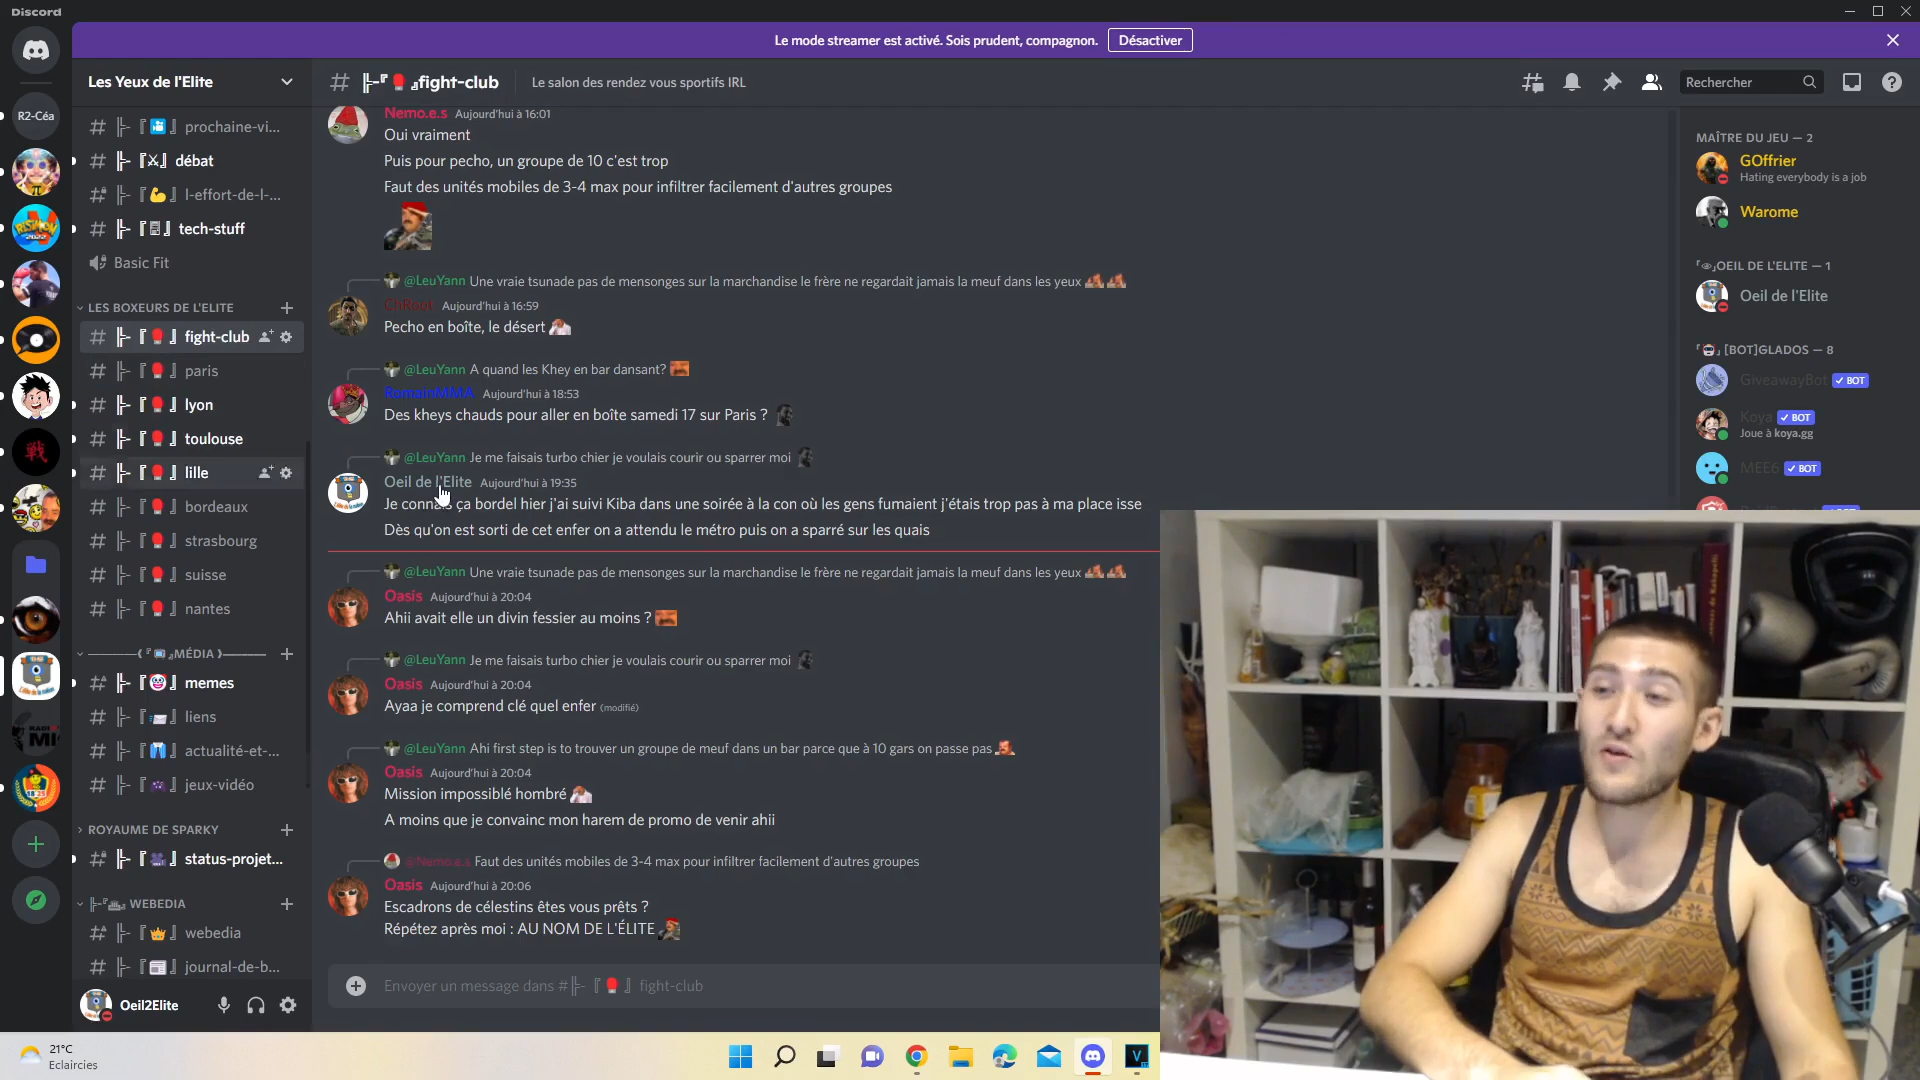 Discord
Le mode streamer est activé. Sois prudent, compagnon.
Désactiver
R2-Céa
Les Yeux de l'Elite
prochaine-vi...
débat
l-effort-de-l-...
tech-stuff
Basic Fit
LES BOXEURS DE L'ELITE
fight-club
paris
lyon
toulouse
lille
bordeaux
strasbourg
suisse
nantes
MÉDIA
memes
liens
actualité-et-...
jeux-vidéo
ROYAUME DE SPARKY
status-projet...
WEBEDIA
webedia
journal-de-b...
Oeil2Elite
fight-club
Le salon des rendez vous sportifs IRL
Rechercher
Nemo.e.s Aujourd'hui à 16:01
Oui vraiment
Puis pour pecho, un groupe de 10 c'est trop
Faut des unités mobiles de 3-4 max pour infiltrer facilement d'autres groupes
@LeuYann Une vraie tsunade pas de mensonges sur la marchandise le frère ne regardait jamais la meuf dans les yeux
Aujourd'hui à 16:59
Pecho en boîte, le désert
@LeuYann A quand les Khey en bar dansant?
RomainMMA Aujourd'hui à 18:53
Des kheys chauds pour aller en boîte samedi 17 sur Paris ?
@LeuYann Je me faisais turbo chier je voulais courir ou sparrer moi
Oeil de l'Elite Aujourd'hui à 19:35
Je connais ça bordel hier j'ai suivi Kiba dans une soirée à la con où les gens fumaient j'étais trop pas à ma place isse
Dès qu'on est sorti de cet enfer on a attendu le métro puis on a sparré sur les quais
@LeuYann Une vraie tsunade pas de mensonges sur la marchandise le frère ne regardait jamais la meuf dans les yeux
Oasis Aujourd'hui à 20:04
Ahii avait elle un divin fessier au moins ?
@LeuYann Je me faisais turbo chier je voulais courir ou sparrer moi
Oasis Aujourd'hui à 20:04
Ayaa je comprend clé quel enfer (modifié)
@LeuYann Ahi first step is to trouver un groupe de meuf dans un bar parce que à 10 gars on passe pas
Oasis Aujourd'hui à 20:04
Mission impossiblé hombré
A moins que je convainc mon harem de promo de venir ahii
@Nemo.e.s Faut des unités mobiles de 3-4 max pour infiltrer facilement d'autres groupes
Oasis Aujourd'hui à 20:06
Escadrons de célestins êtes vous prêts ?
Répétez après moi : AU NOM DE L'ÉLITE
Envoyer un message dans # fight-club
MAÎTRE DU JEU — 2
GOffrier
Hating everybody is a job
Warome
OEIL DE L'ELITE — 1
Oeil de l'Elite
[BOT]GLADOS — 8
GiveawayBot BOT
Koya BOT
Joue à koya.gg
MEE6 BOT
21°C
Eclaircies